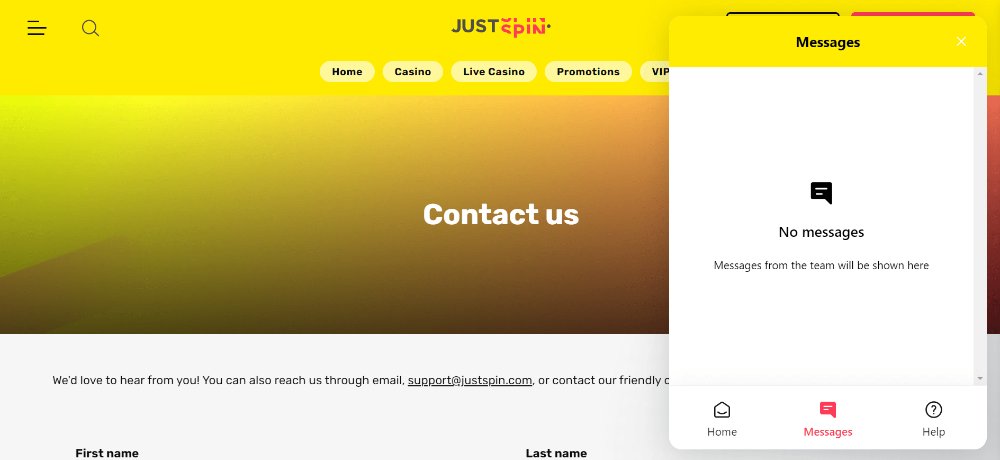 JUSTSPIN.
Home
Casino
Live Casino
Promotions
VIP
Contact us
We'd love to hear from you! You can also reach us through email, support@justspin.com, or contact our friendly
First name
Last name
Messages
No messages
Messages from the team will be shown here
Home
Messages
Help